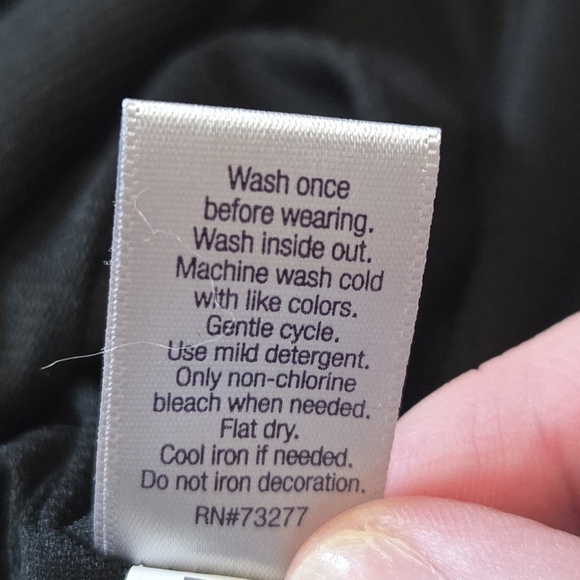 Wash once
before wearing.
Wash inside out.
Machine wash cold
with like colors.
Gentle cycle.
Use mild detergent.
Only non-chlorine
bleach when needed.
Flat dry.
Cool iron if needed.
Do not iron decoration.
RN#73277